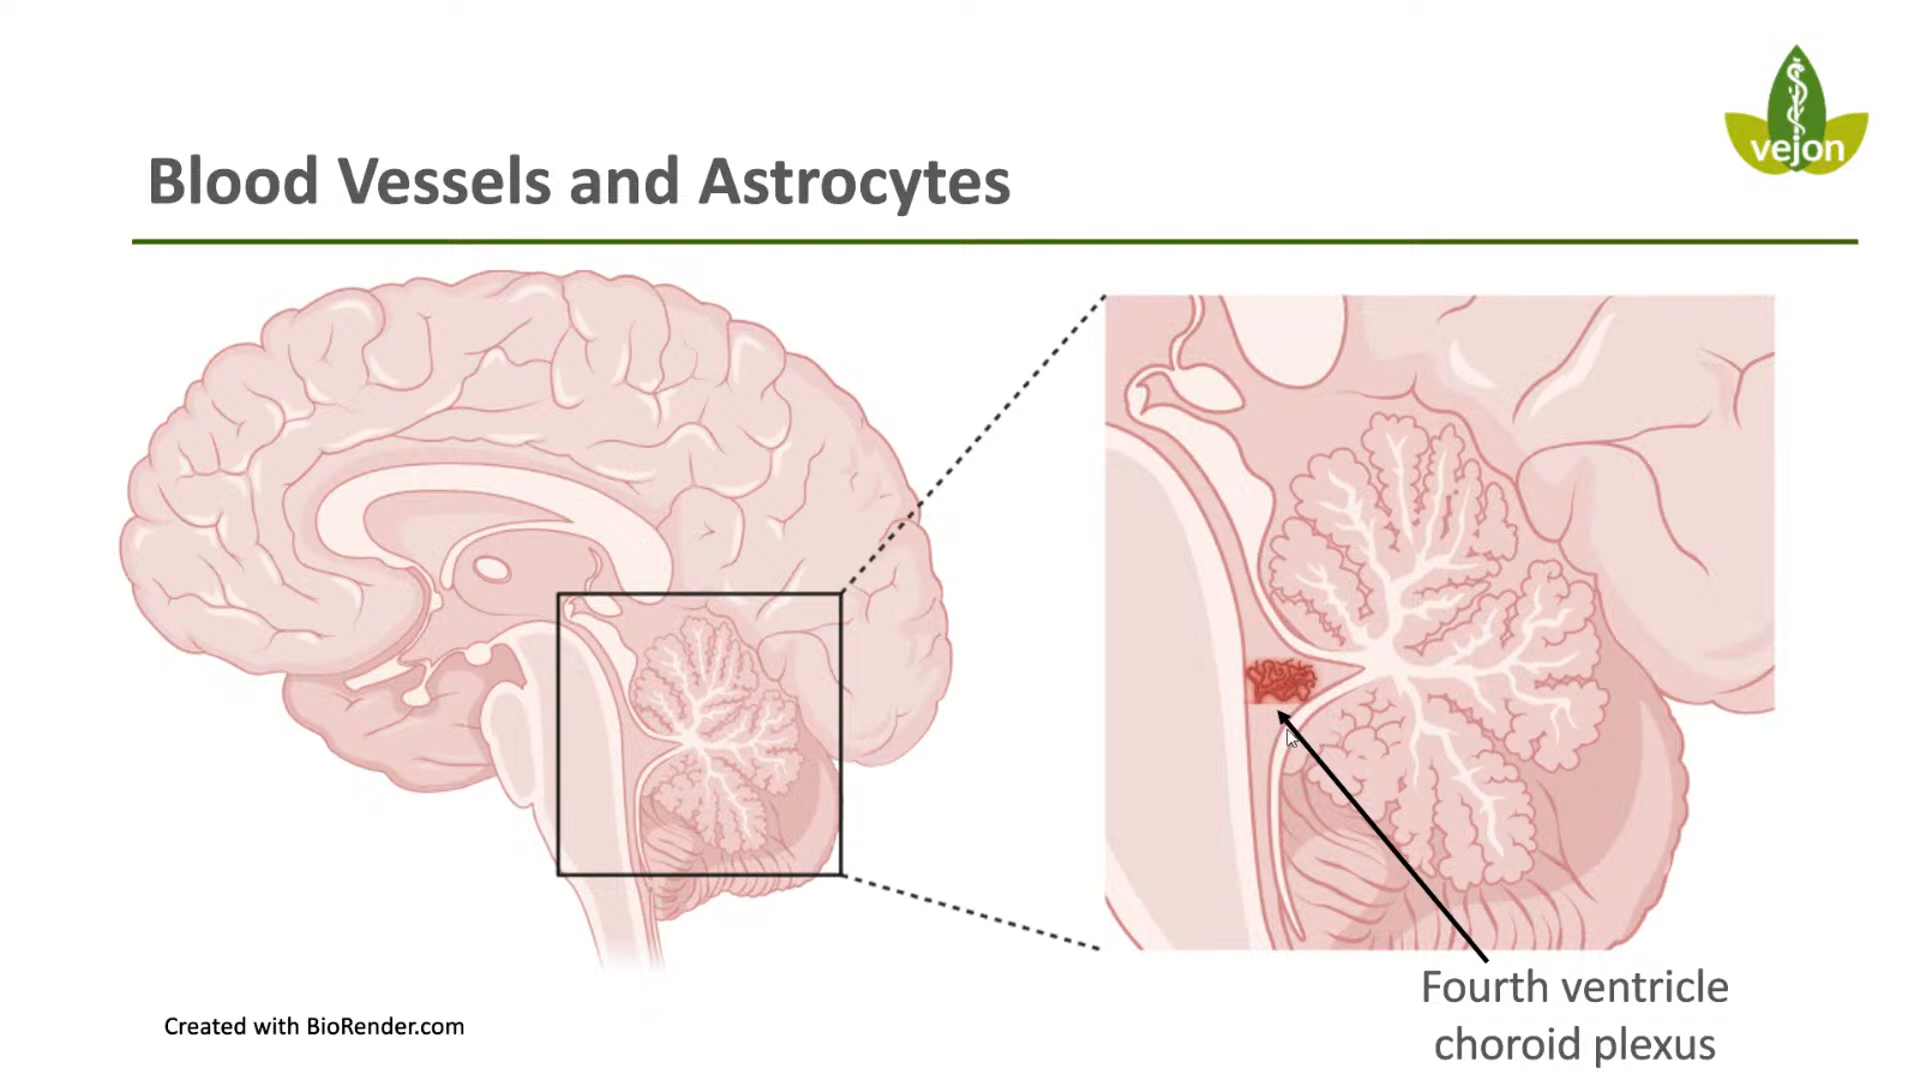 vejon
Blood Vessels and Astrocytes
Fourth ventricle
choroid plexus
Created with BioRender.com